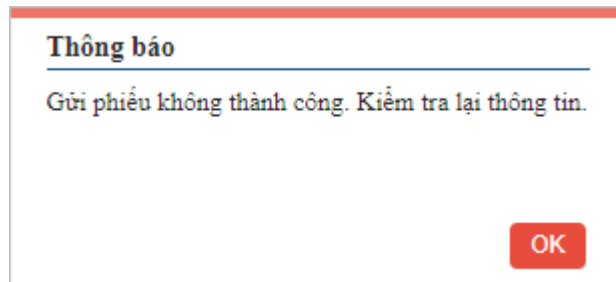 Thông báo
Gửi phiếu không thành công. Kiểm tra lại thông tin.
OK